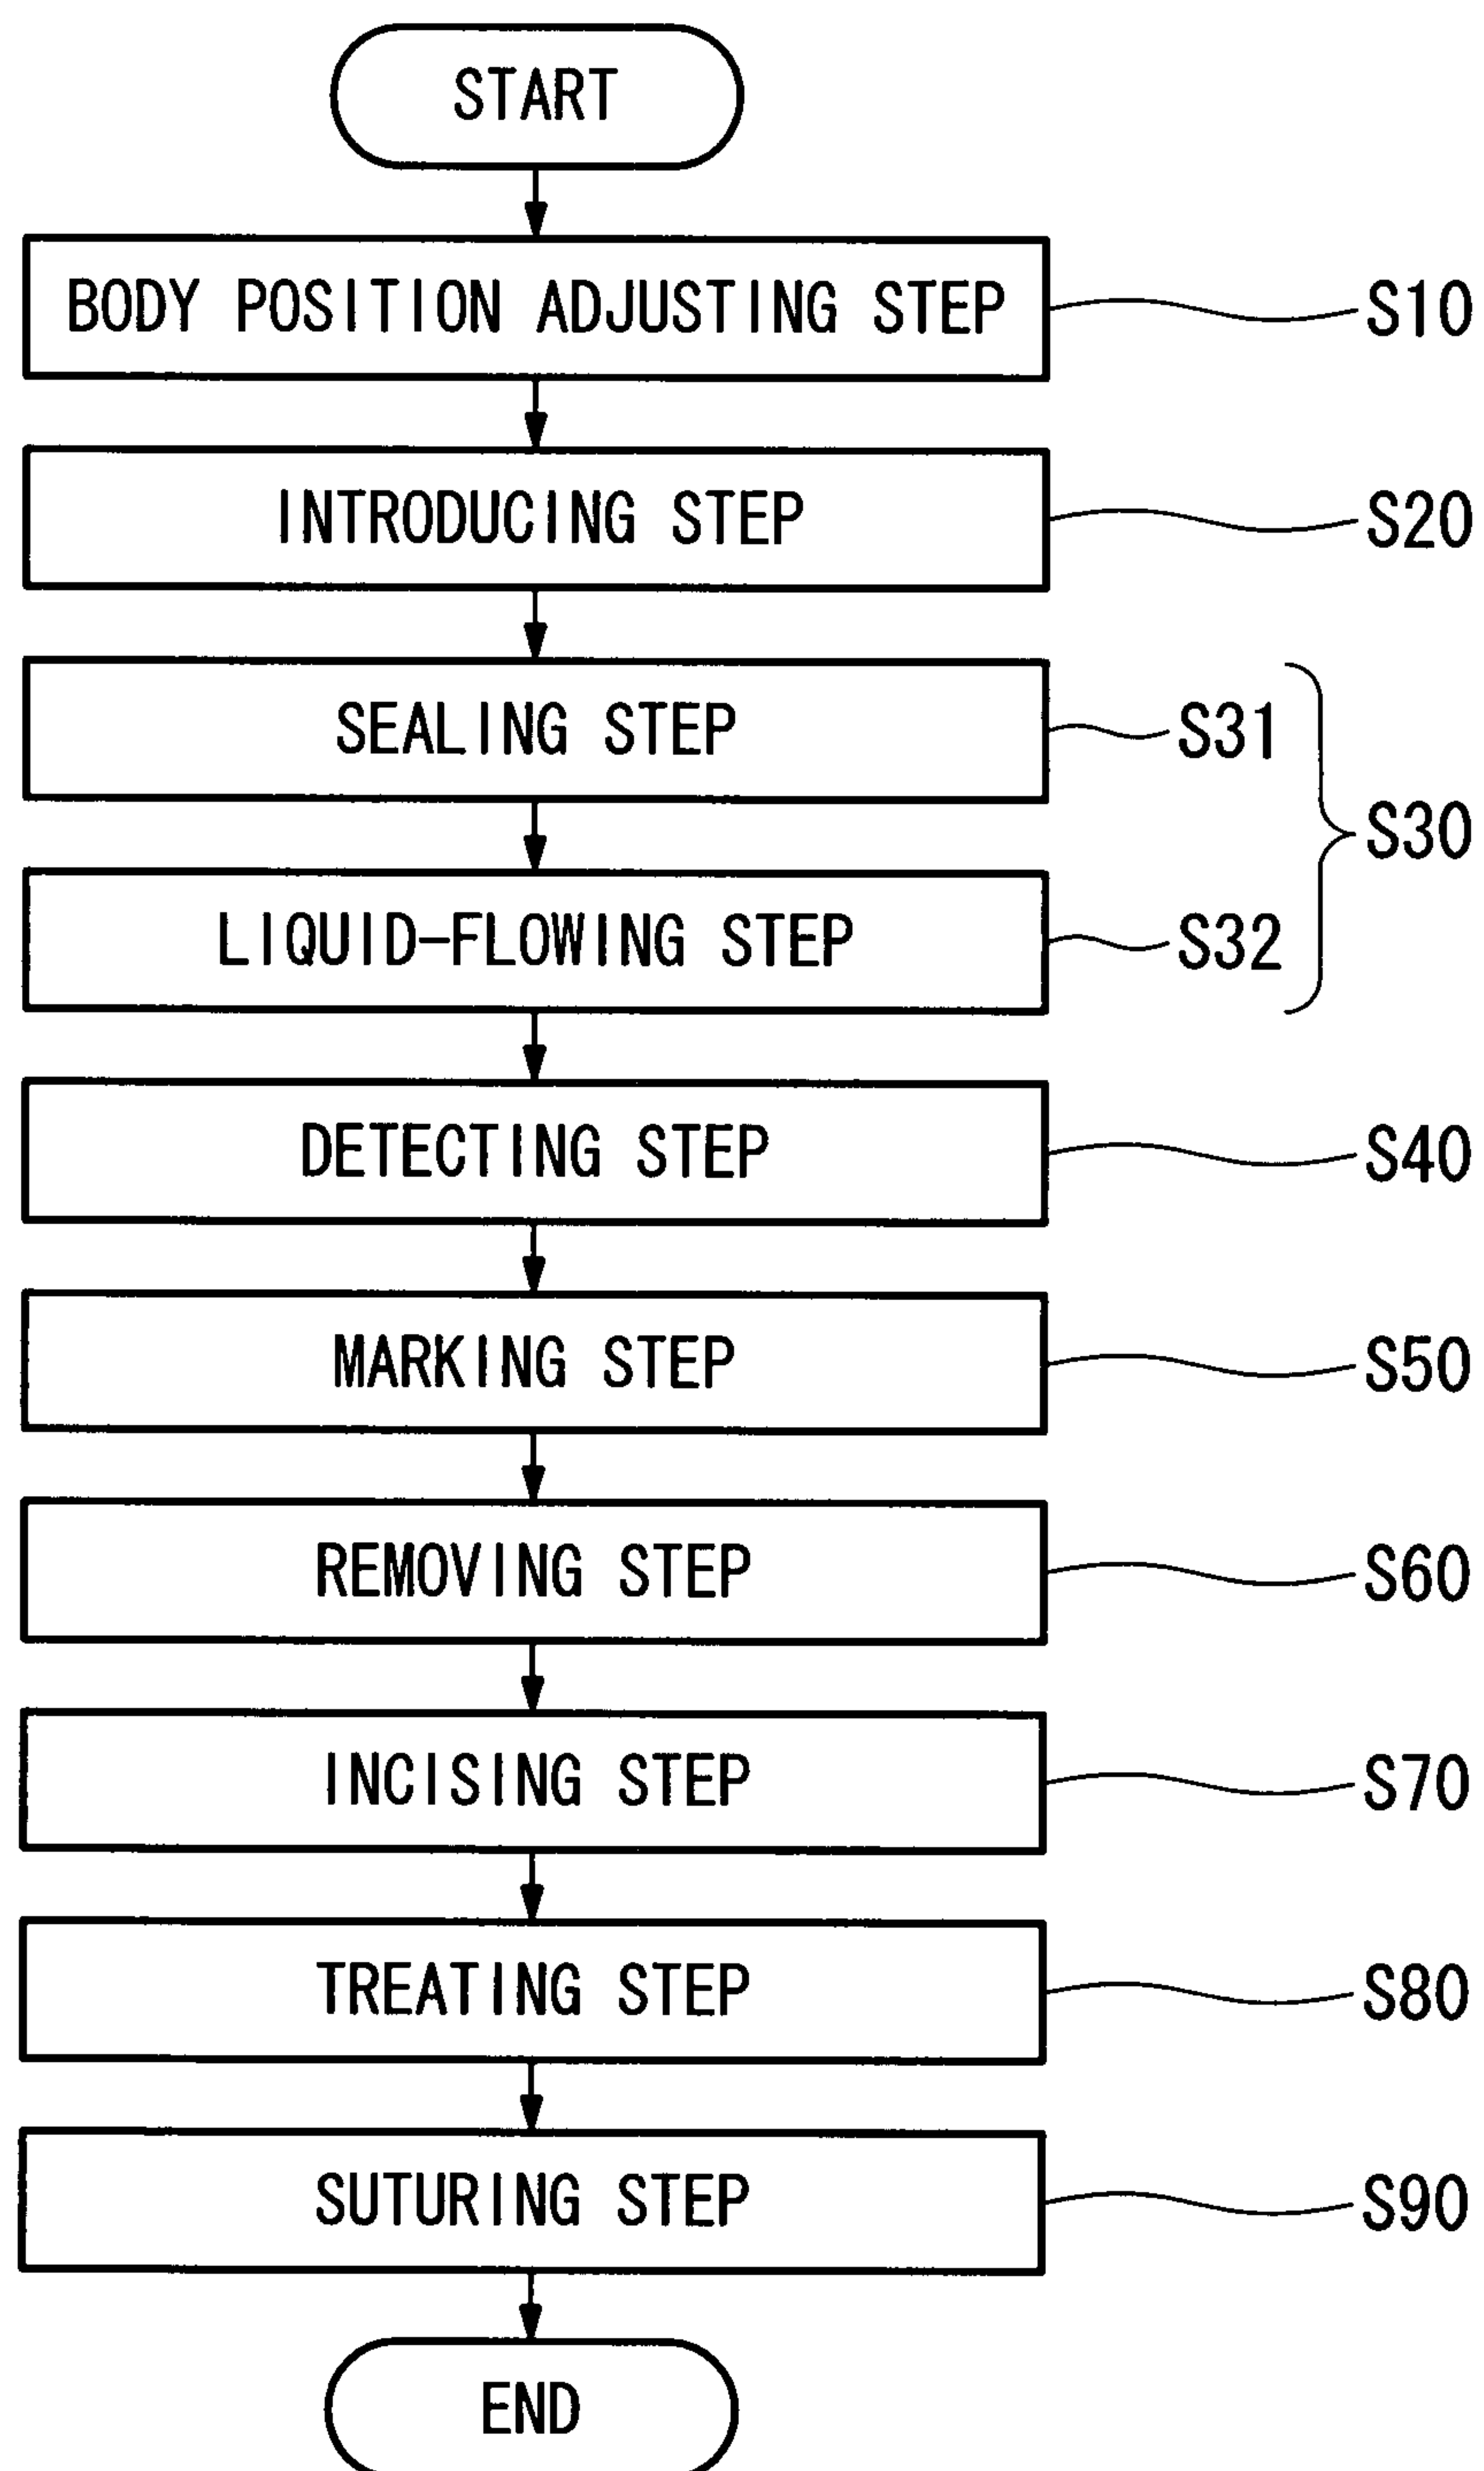 START
BODY POSITION ADJUSTING STEP S10
INTRODUCING STEP S20
SEALING STEP S31
S30
LIQUID-FLOWING STEP S32
DETECTING STEP S40
MARKING STEP S50
REMOVING STEP S60
INCISING STEP S70
TREATING STEP S80
SUTURING STEP S90
END